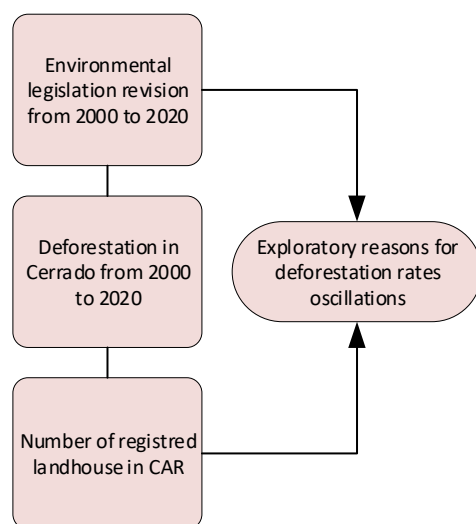 Environmental
legislation revision
from 2000 to 2020
Deforestation in
Cerrado from 2000
to 2020
Exploratory reasons for
deforestation rates
oscillations
Number of registred
landhouse in CAR